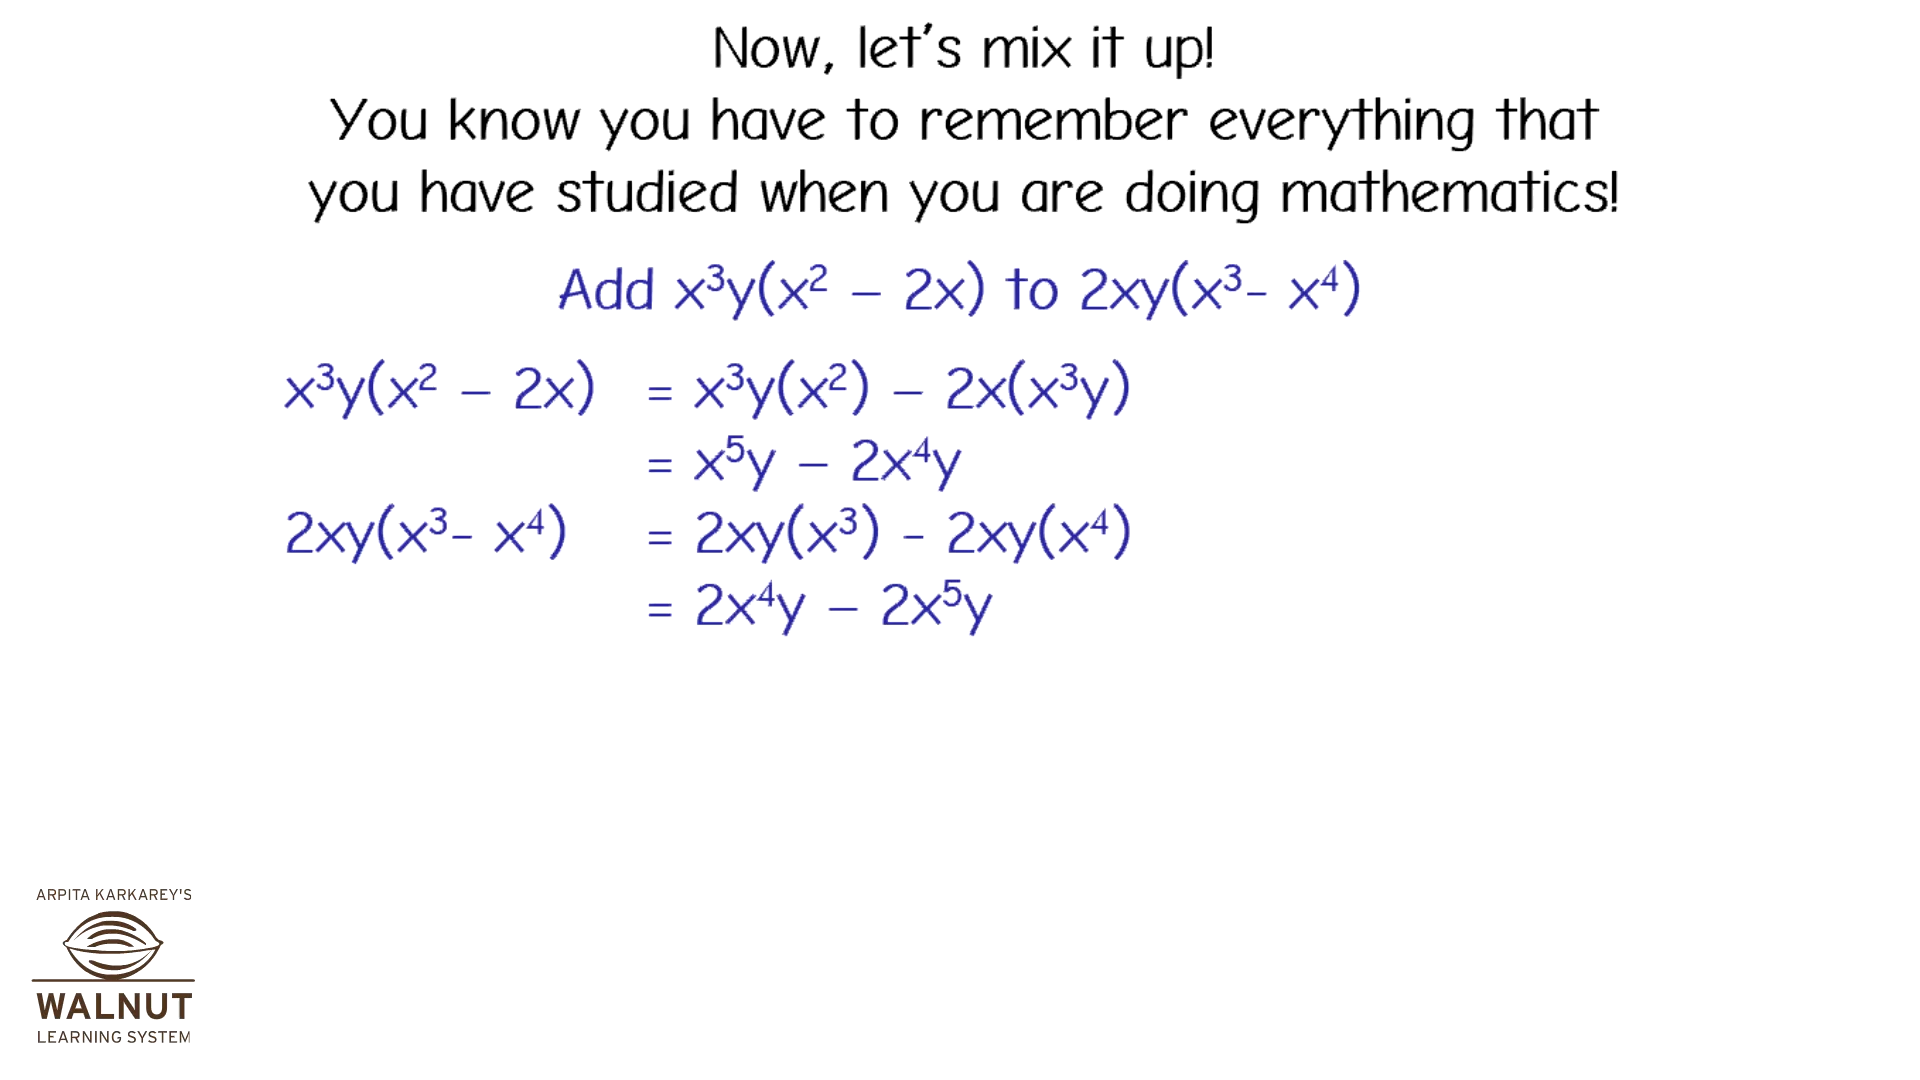 Now, let's mix it up!
You know you have to remember everything that
you have studied when you are doing mathematics!
Add x³y(x² – 2x) to 2xy(x³- x⁴)
x³y(x² – 2x) = x³y(x²) – 2x(x³y)
= x⁵y – 2x⁴y
2xy(x³- x⁴) = 2xy(x³) - 2xy(x⁴)
= 2x⁴y – 2x⁵y
ARPITA KARKAREY'S
WALNUT
LEARNING SYSTEM